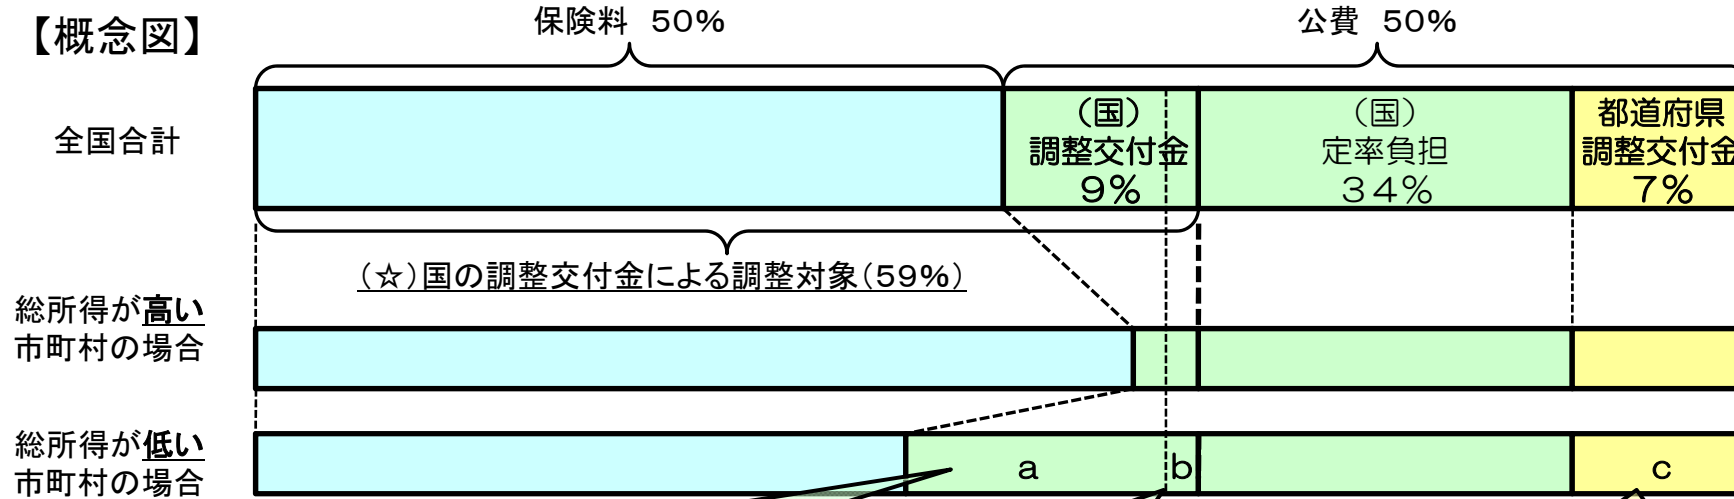 【概念図】
保険料　50%
公費　50%
全国合計
（国）
調整交付金
９％
（国）
定率負担
３４％
都道府県
調整交付金
７％
（☆）国の調整交付金による調整対象（59%）
総所得が高い
市町村の場合
総所得が低い
市町村の場合
a
b
c